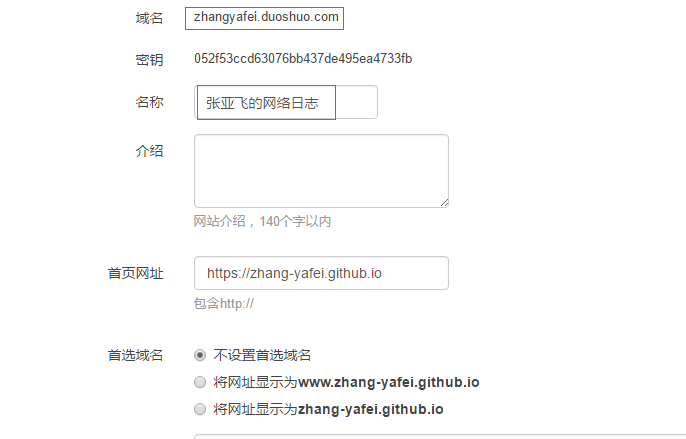 域名 zhangyafei.duoshuo.com
密钥 052f53ccd63076bb437de495ea4733fb
名称 张亚飞的网络日志
介绍
网站介绍，140个字以内
首页网址 https://zhang-yafei.github.io
包含http://
首选域名 不设置首选域名
将网址显示为www.zhang-yafei.github.io
将网址显示为zhang-yafei.github.io